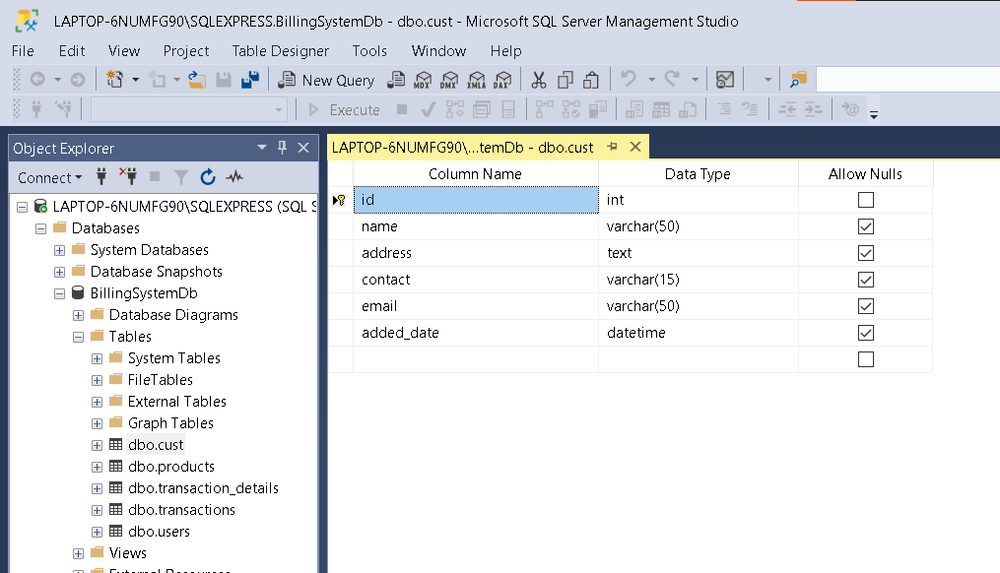 LAPTOP-6NUMFG90\SQLEXPRESS.BillingSystemDb - dbo.cust - Microsoft SQL Server Management Studio
File Edit View Project Table Designer Tools Window Help
New Query MDX DMX XMLA DAX
Execute
Object Explorer
Connect
LAPTOP-6NUMFG90\SQLEXPRESS (SQL S
Databases
System Databases
Database Snapshots
BillingSystemDb
Database Diagrams
Tables
System Tables
FileTables
External Tables
Graph Tables
dbo.cust
dbo.products
dbo.transaction_details
dbo.transactions
dbo.users
Views
External Resources
LAPTOP-6NUMFG90\...temDb - dbo.cust
Column Name Data Type Allow Nulls
id int
name varchar(50)
address text
contact varchar(15)
email varchar(50)
added_date datetime